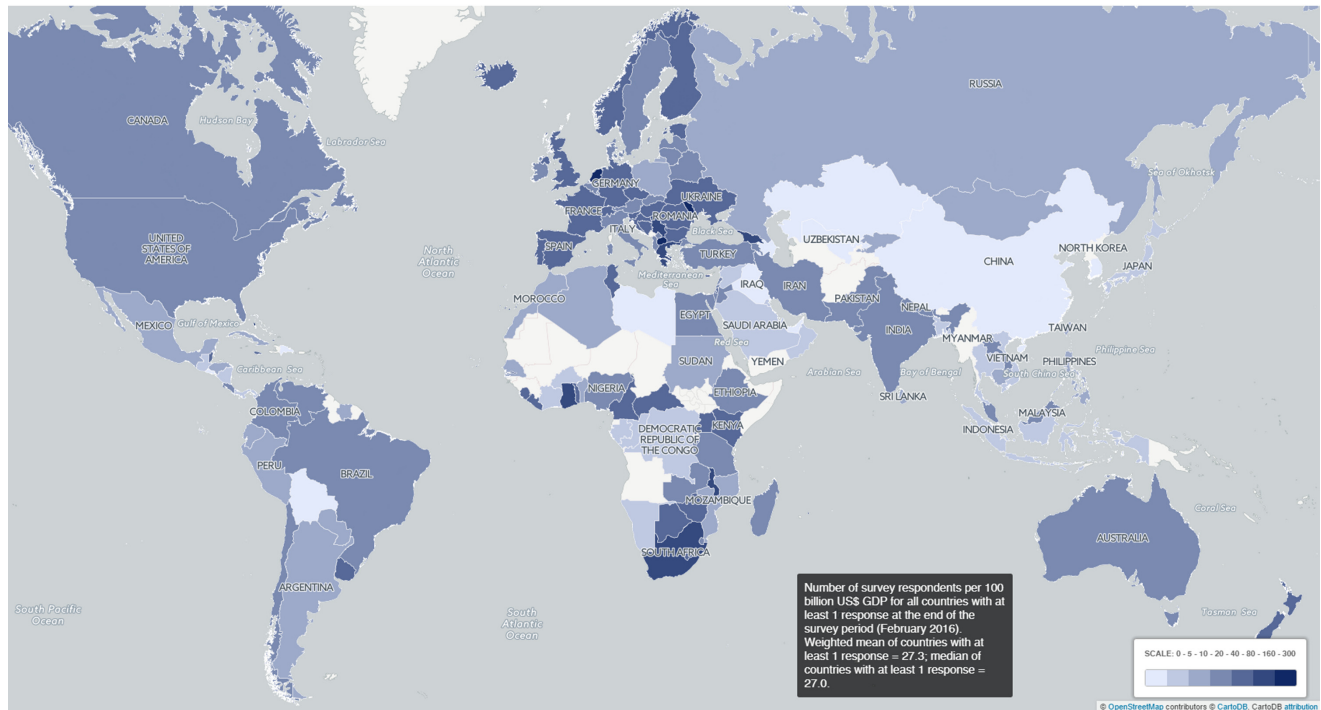 RUSSIA
CANADA
Hudson Bay
Labrador Sea
Sea of Okhotsk
GERMANY
UKRAINE
FRANCE
ROMANIA
ITALY
Black Sea
SPAIN
UNITED
STATES OF
AMERICA
North
Atlantic
Ocean
UZBEKISTAN
NORTH KOREA
TURKEY
CHINA
JAPAN
Mediterranean
Sea
IRAQ
IRAN
MOROCCO
PAKISTAN
NEPAL
EGYPT
MEXICO
Gulf of Mexico
SAUDI ARABIA
INDIA
TAIWAN
MYANMAR
Red Sea
Philippine Sea
SUDAN
YEMEN
VIETNAM
PHILIPPINES
Caribbean Sea
Arabian Sea
Bay of Bengal
South China Sea
NIGERIA
ETHIOPIA
SRI LANKA
COLOMBIA
MALAYSIA
KENYA
DEMOCRATIC
REPUBLIC OF
THE CONGO
INDONESIA
PERU
BRAZIL
MOZAMBIQUE
Coral Sea
AUSTRALIA
SOUTH AFRICA
ARGENTINA
South Pacific
Ocean
South
Atlantic
Ocean
Tasman Sea
Number of survey respondents per 100
billion US$ GDP for all countries with at
least 1 response at the end of the
survey period (February 2016).
Weighted mean of countries with at
least 1 response = 27.3; median of
countries with at least 1 response =
27.0.
SCALE: 0 - 5 - 10 - 20 - 40 - 80 - 160 - 300
© OpenStreetMap contributors © CartoDB, CartoDB attribution